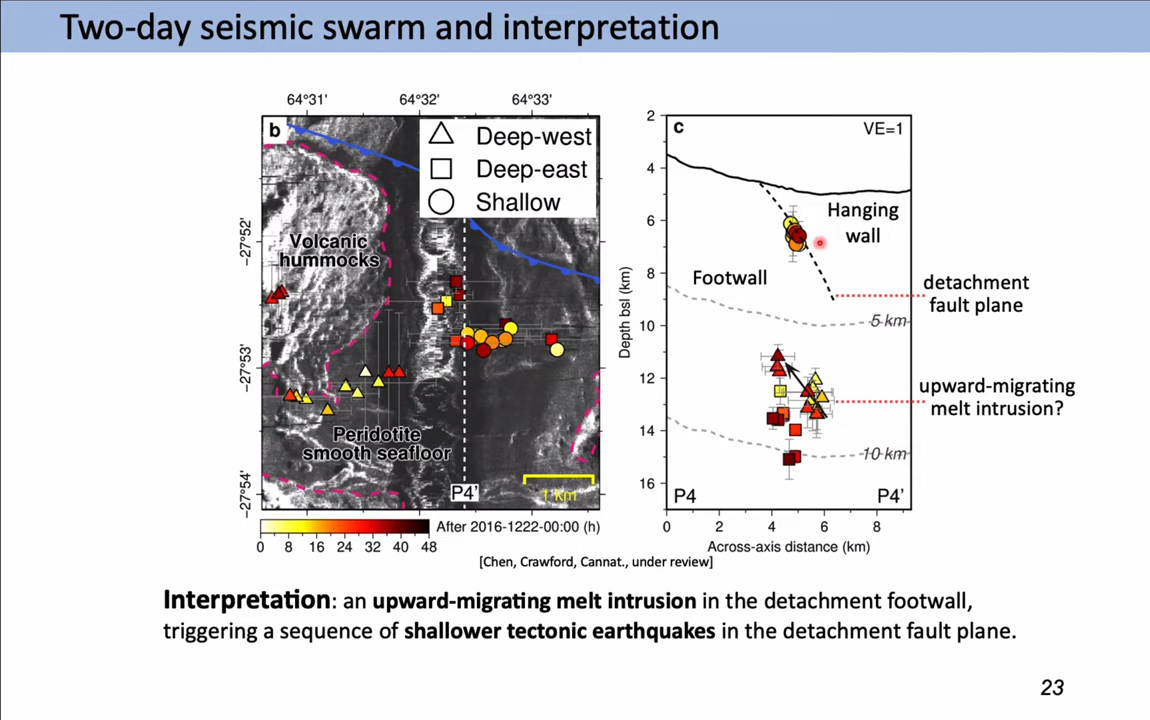 Two-day seismic swarm and interpretation
64°31' 64°32' 64°33'
b
Deep-west
Deep-east
Shallow
Volcanic
hummocks
Peridotite
smooth seafloor
P4'
1 km
-27°52'
-27°53'
-27°54'
After 2016-1222-00:00 (h)
0 8 16 24 32 40 48
c
VE=1
Hanging
wall
Footwall
5 km
10 km
P4 P4'
Depth bsl (km)
2
4
6
8
10
12
14
16
0 2 4 6 8
Across-axis distance (km)
detachment
fault plane
upward-migrating
melt intrusion?
[Chen, Crawford, Cannat., under review]
Interpretation: an upward-migrating melt intrusion in the detachment footwall,
triggering a sequence of shallower tectonic earthquakes in the detachment fault plane.
23